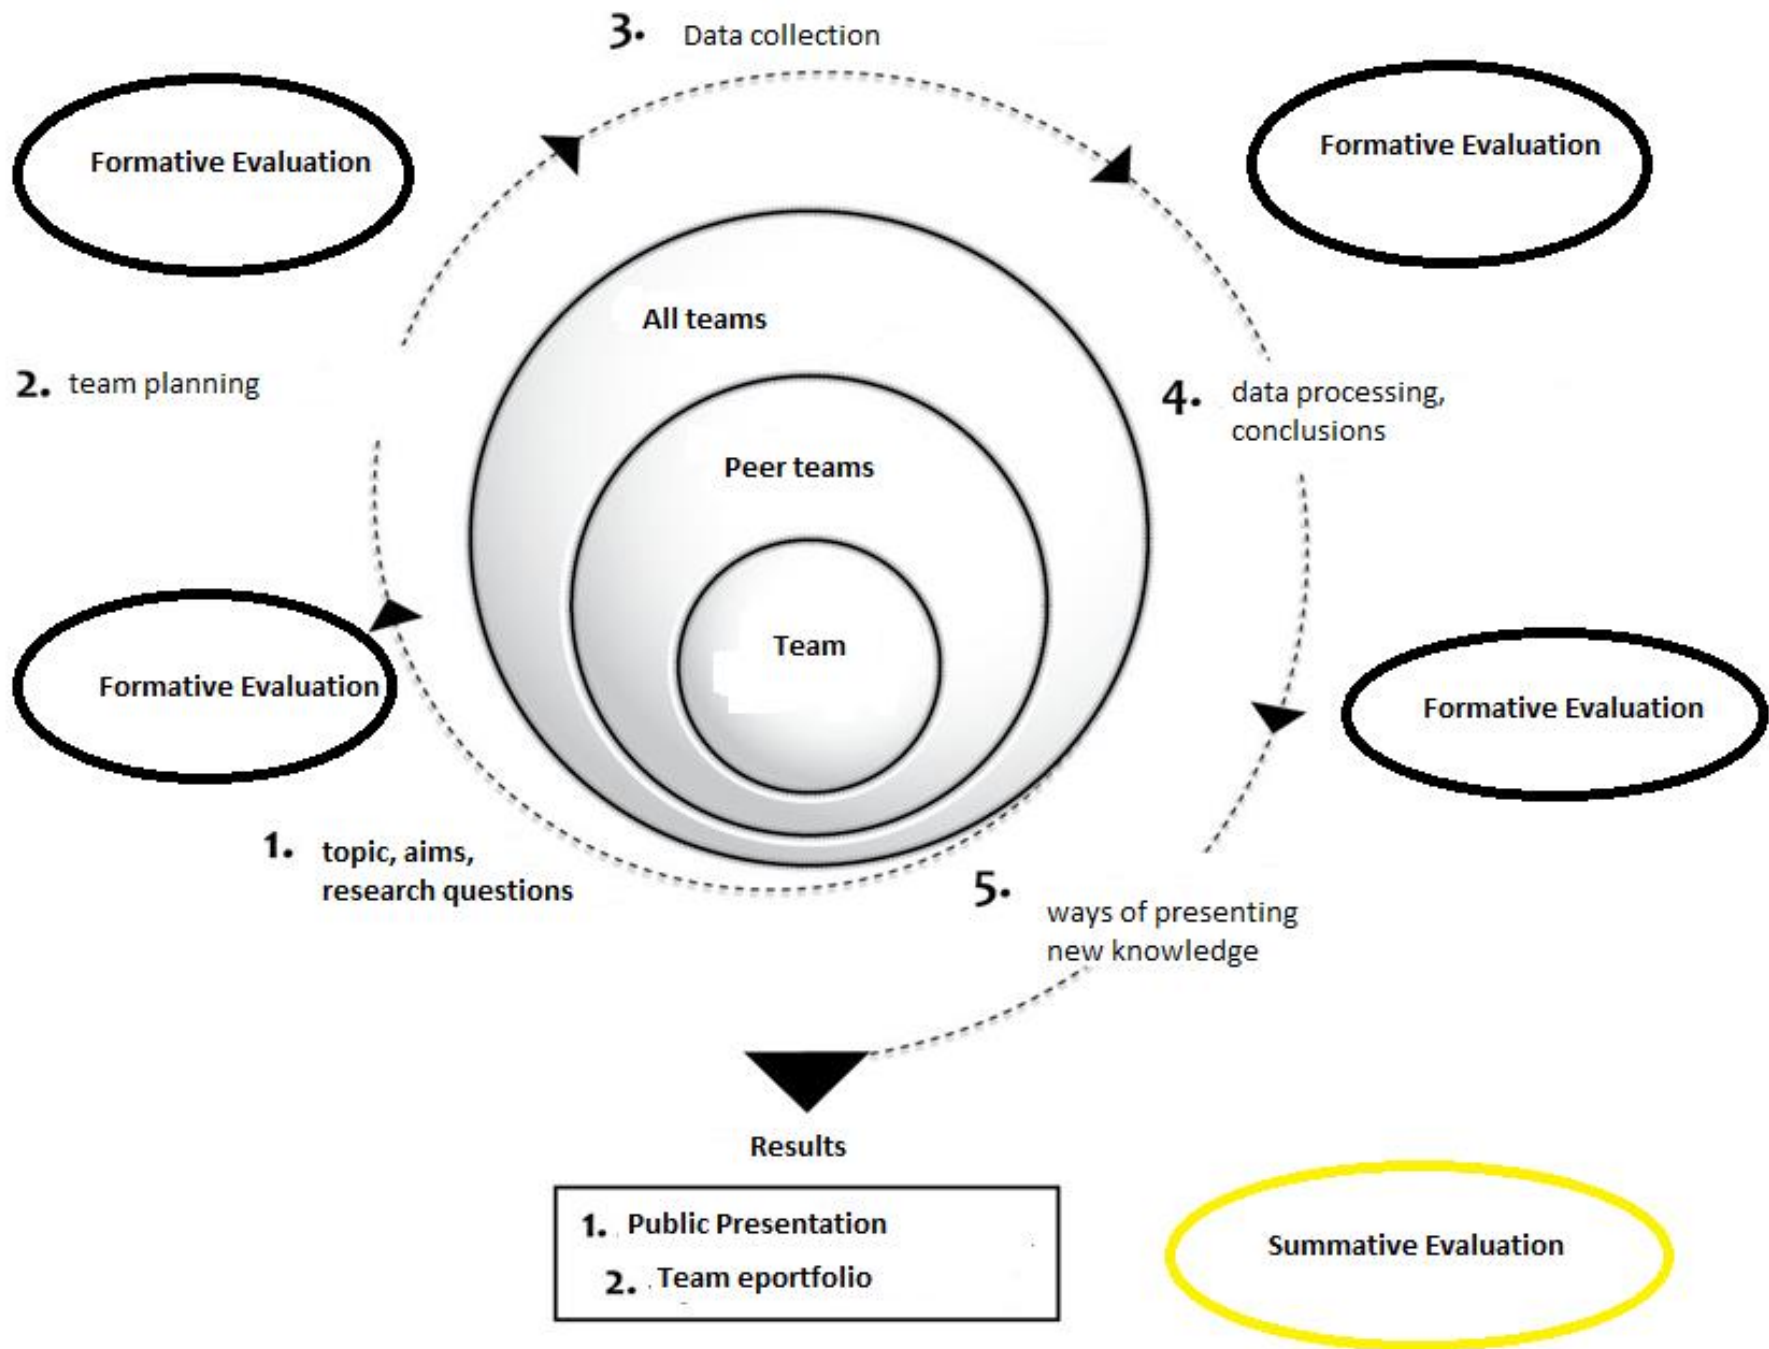 3. Data collection
Formative Evaluation
Formative Evaluation
All teams
2. team planning
4. data processing,
conclusions
Peer teams
Team
Formative Evaluation
Formative Evaluation
1. topic, aims,
research questions
5. ways of presenting
new knowledge
Results
1. Public Presentation
2. Team eportfolio
Summative Evaluation